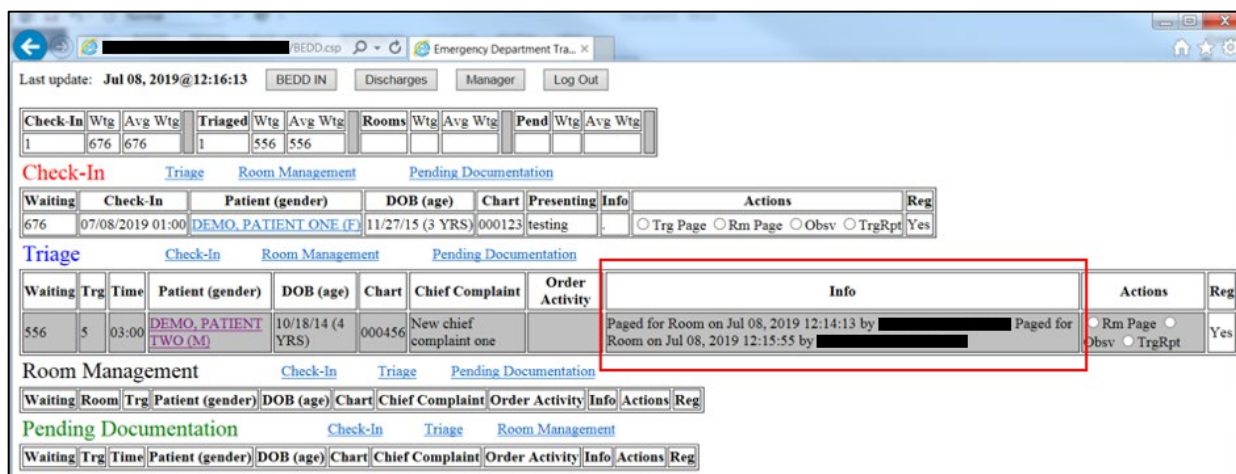 /BEDD.csp Emergency Department Tra...
Last update: Jul 08, 2019@12:16:13 BEDD IN Discharges Manager Log Out
Check-In Wtg Avg Wtg Triaged Wtg Avg Wtg Rooms Wtg Avg Wtg Pend Wtg Avg Wtg
1 676 676 1 556 556
Check-In Triage Room Management Pending Documentation
Waiting Check-In Patient (gender) DOB (age) Chart Presenting Info Actions Reg
676 07/08/2019 01:00 DEMO, PATIENT ONE (F) 11/27/15 (3 YRS) 000123 testing . Trg Page Rm Page Obsv TrgRpt Yes
Triage Check-In Room Management Pending Documentation
Waiting Trg Time Patient (gender) DOB (age) Chart Chief Complaint Order Activity Info Actions Reg
556 5 03:00 DEMO, PATIENT TWO (M) 10/18/14 (4 YRS) 000456 New chief complaint one Paged for Room on Jul 08, 2019 12:14:13 by Paged for Room on Jul 08, 2019 12:15:55 by Rm Page Obsv TrgRpt Yes
Room Management Check-In Triage Pending Documentation
Waiting Room Trg Patient (gender) DOB (age) Chart Chief Complaint Order Activity Info Actions Reg
Pending Documentation Check-In Triage Room Management
Waiting Trg Time Patient (gender) DOB (age) Chart Chief Complaint Order Activity Info Actions Reg